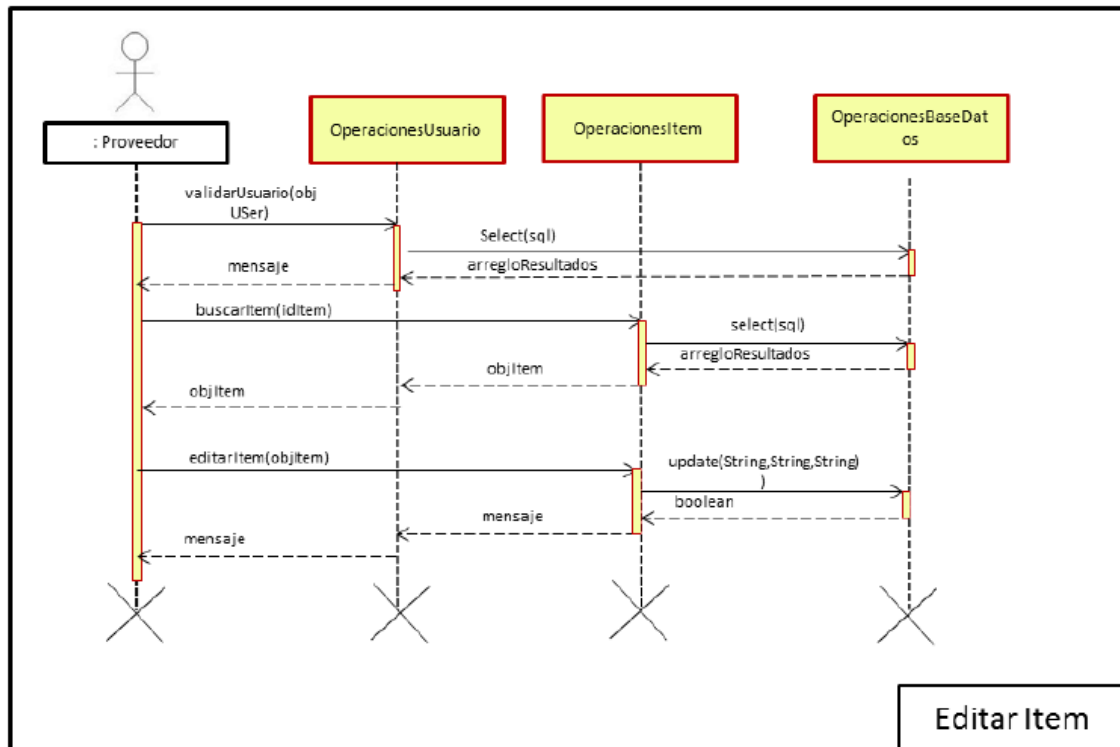 : Proveedor
OperacionesUsuario
OperacionesItem
OperacionesBaseDat
os
validarUsuario(obj
USer)
Select(sql)
arregloResultados
mensaje
buscarItem(idItem)
select(sql)
arregloResultados
objItem
objItem
editarItem(objItem)
update(String,String,String)
)
boolean
mensaje
mensaje
Editar Item